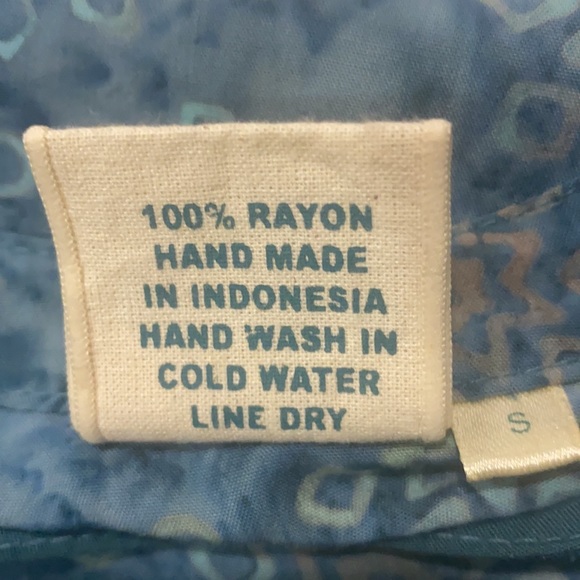 100% RAYON
HAND MADE
IN INDONESIA
HAND WASH IN
COLD WATER
LINE DRY
S